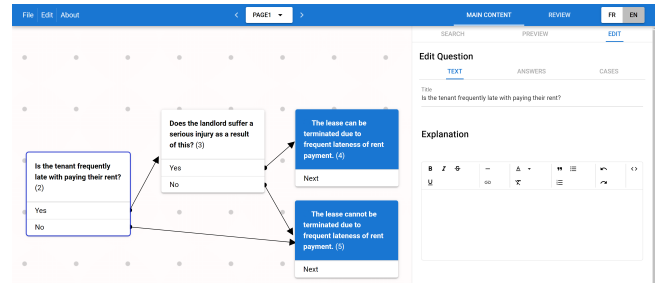 File Edit About
PAGE1
MAIN CONTENT
REVIEW
FR EN
SEARCH PREVIEW EDIT
Is the tenant frequently
late with paying their rent?
(2)
Yes
No
Does the landlord suffer a
serious injury as a result
of this? (3)
Yes
No
The lease can be
terminated due to
frequent lateness of rent
payment. (4)
Next
The lease cannot be
terminated due to
frequent lateness of rent
payment. (5)
Next
Edit Question
TEXT ANSWERS CASES
Title
Is the tenant frequently late with paying their rent?
Explanation